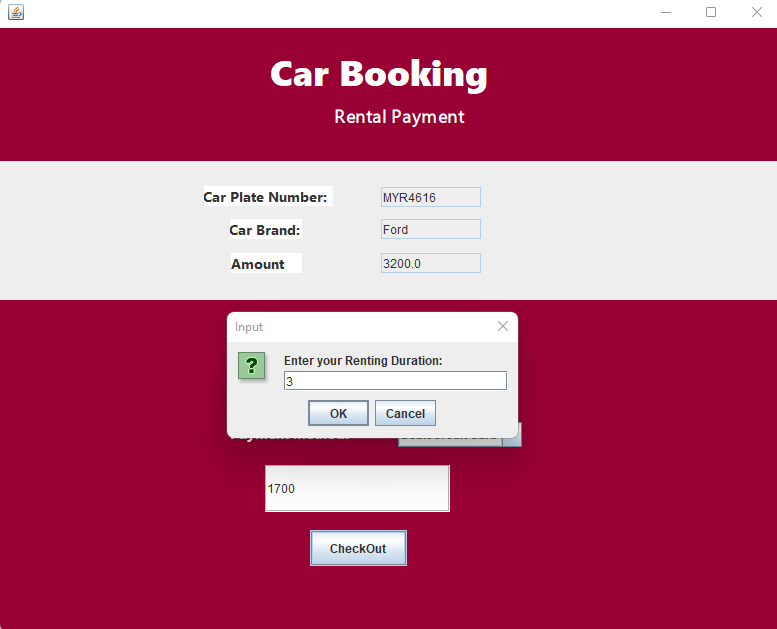 Car Booking
Rental Payment
Car Plate Number: MYR4616
Car Brand: Ford
Amount 3200.0
Input
? Enter your Renting Duration:
3
OK Cancel
1700
CheckOut